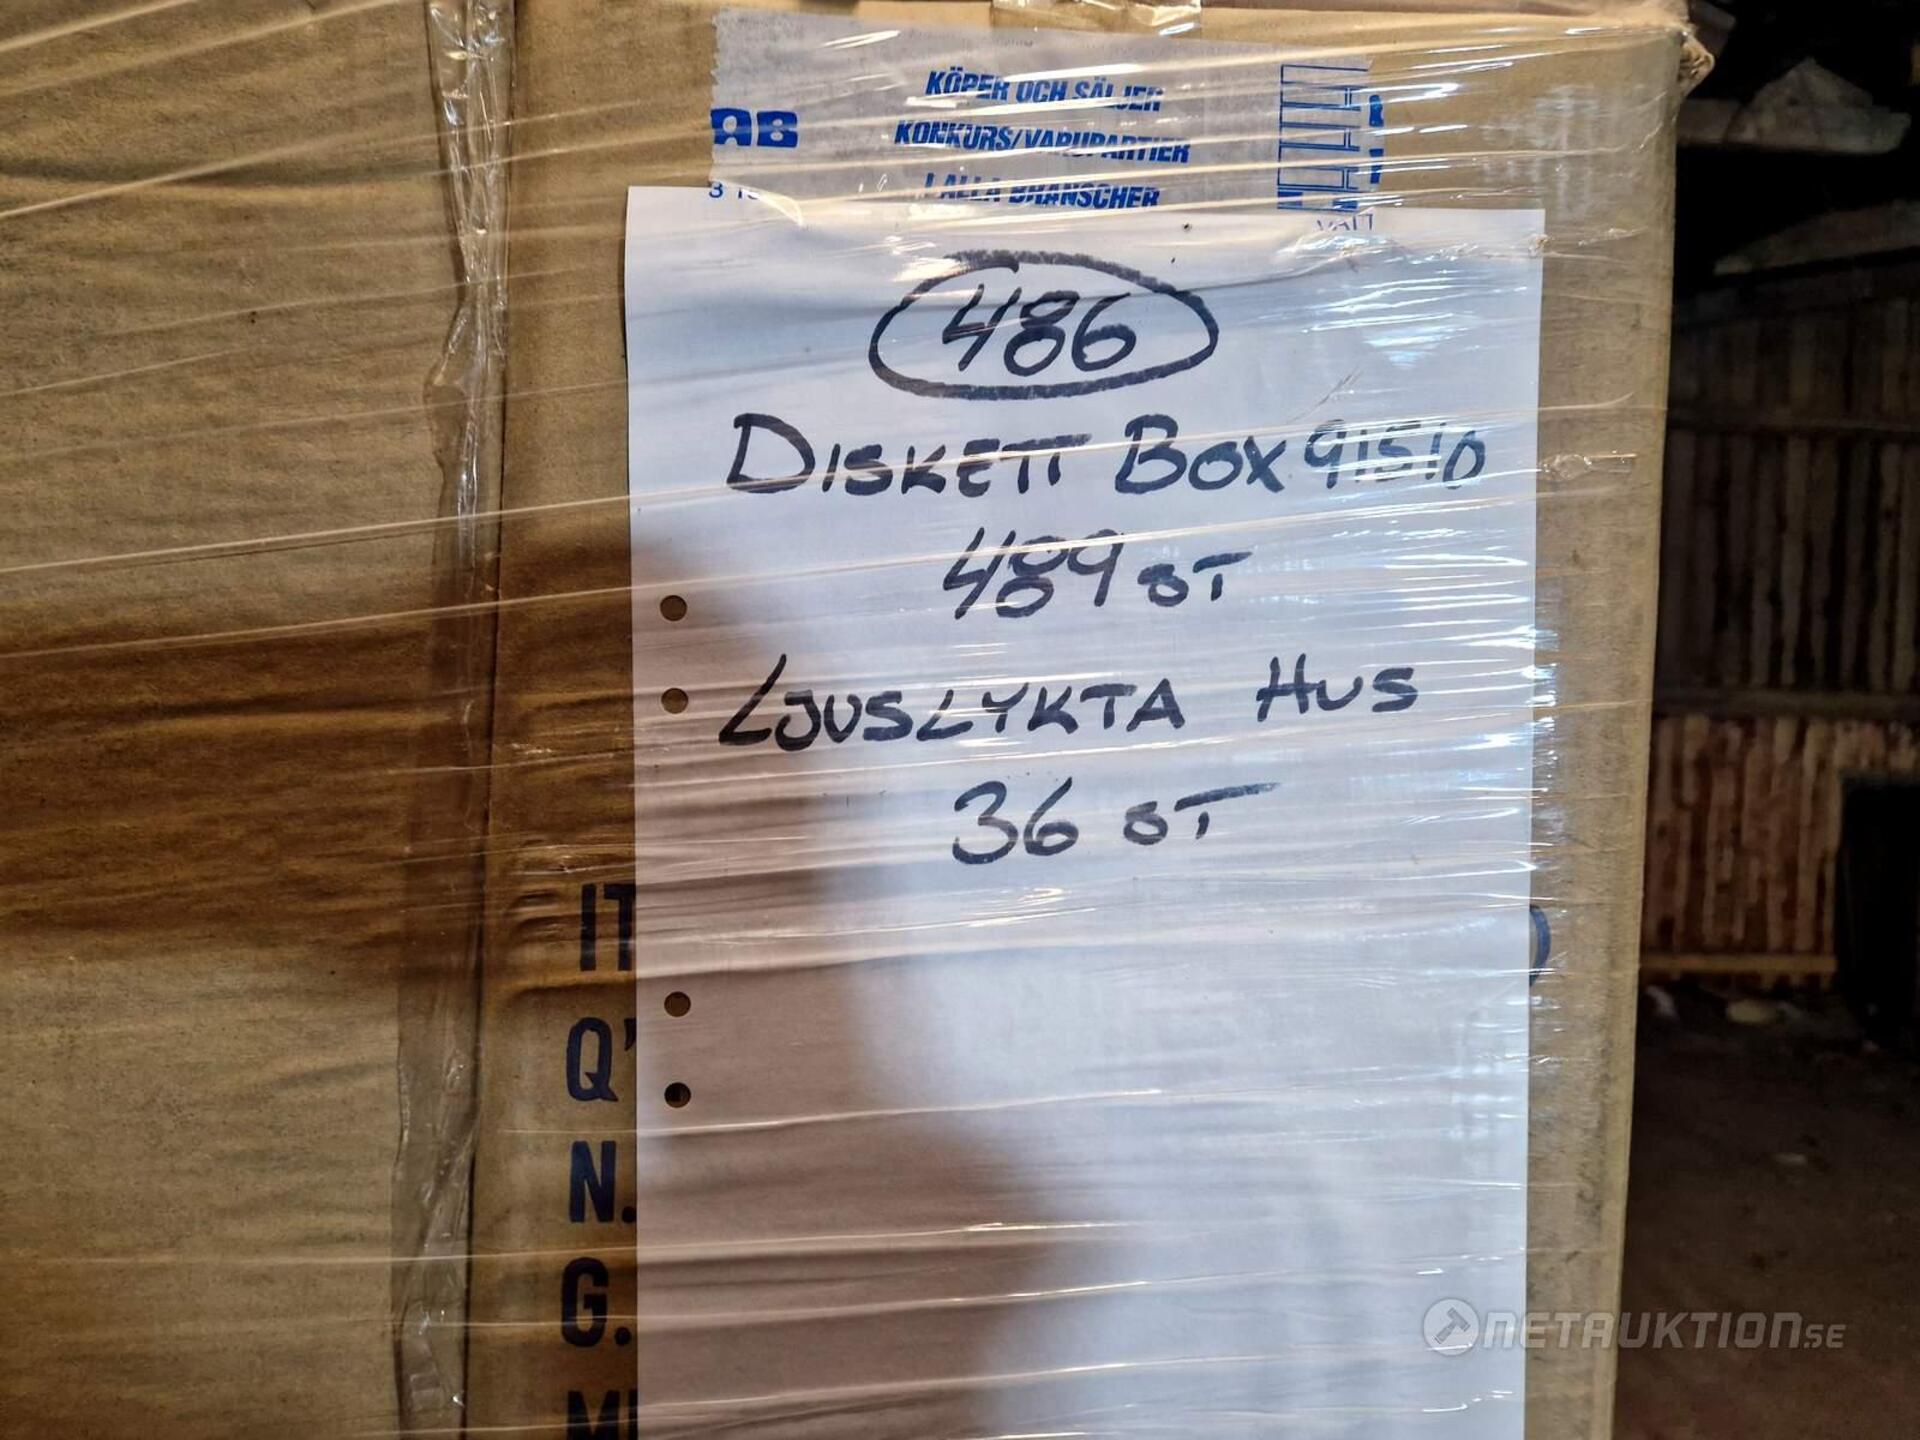 KÖPER OCH SÄLJER
AB
KONKURS/VARUPARTIER
I ALLA BRANSCHER
486
DISKETT BOX 91510
489 ST
LJUSLYKTA HUS
36 ST
IT
Q'
N.
G.
NETAUKTION.SE